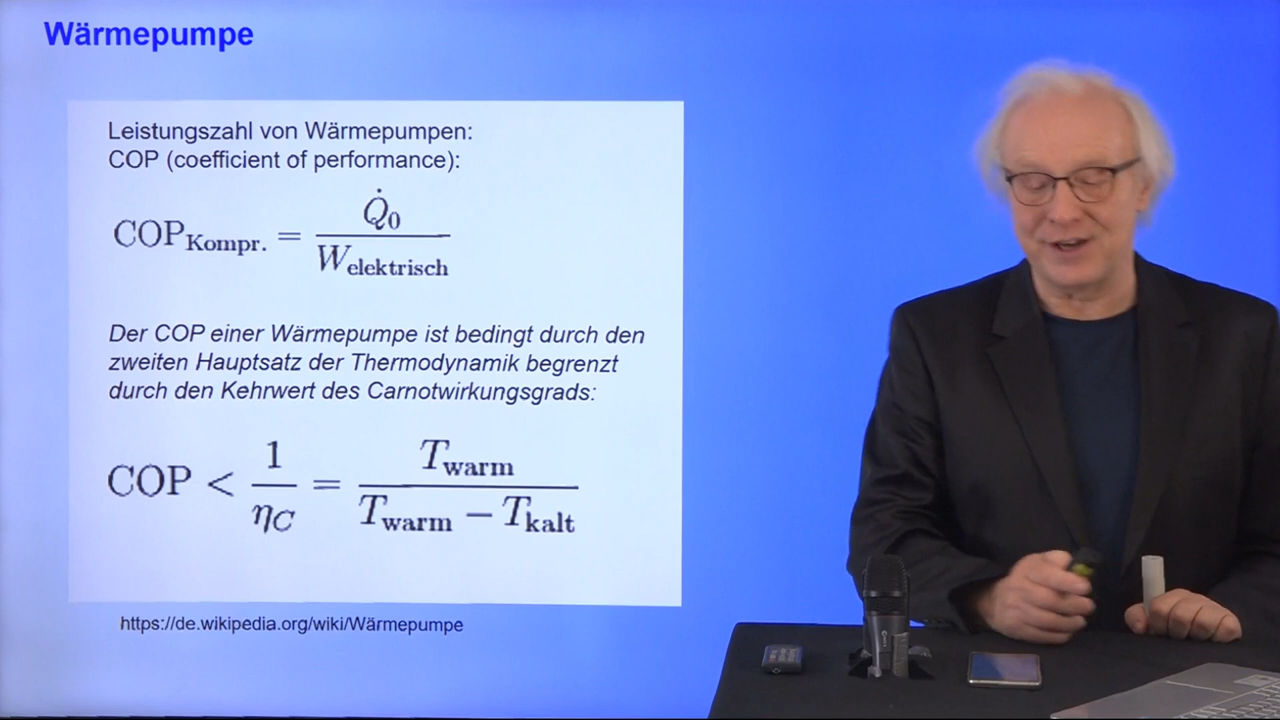 Wärmepumpe
Leistungszahl von Wärmepumpen:
COP (coefficient of performance):
COP_Kompr. = Q̇_0 / W_elektrisch
Der COP einer Wärmepumpe ist bedingt durch den
zweiten Hauptsatz der Thermodynamik begrenzt
durch den Kehrwert des Carnotwirkungsgrads:
COP < 1 / η_C = T_warm / (T_warm − T_kalt)
https://de.wikipedia.org/wiki/Wärmepumpe